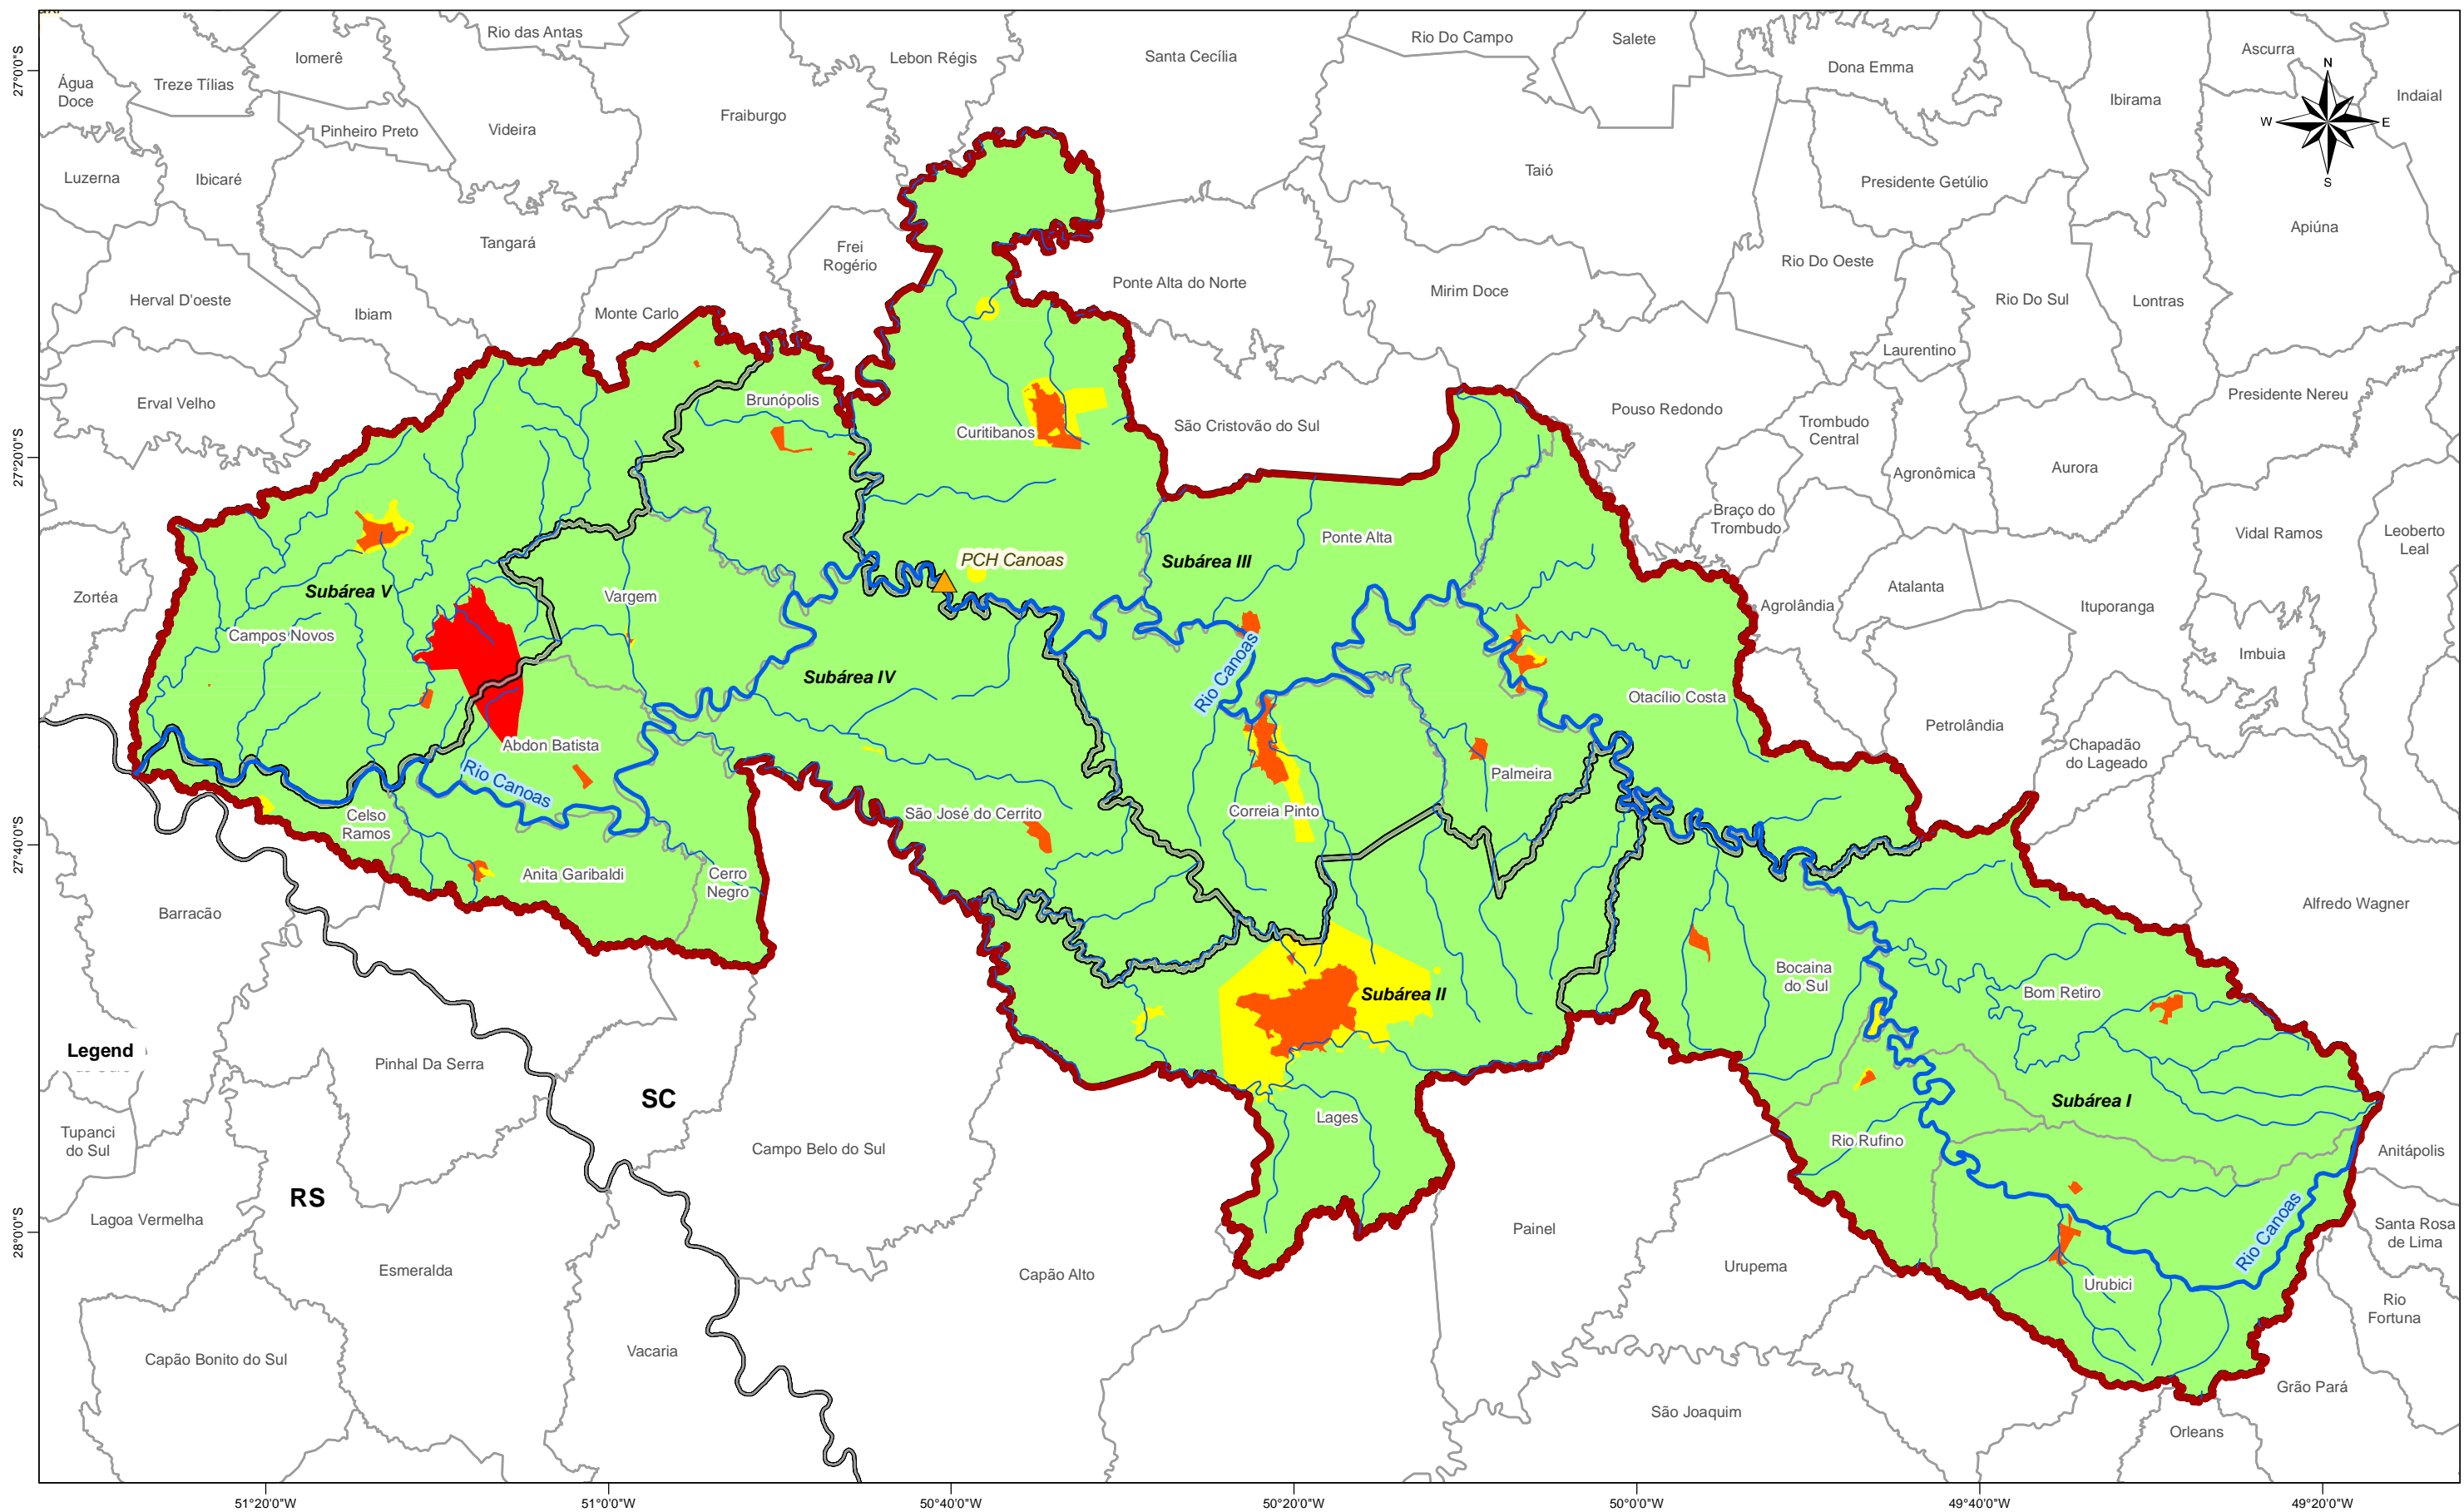 Rio das Antas
Iomerê
Lebon Régis
Santa Cecília
Rio Do Campo
Salete
Ascurra
N
Água
Doce
Treze Tílias
Dona Emma
Ibirama
Indaial
W
E
S
27°0'0"S
Pinheiro Preto
Videira
Fraiburgo
Luzerna
Ibicaré
Taió
Presidente Getúlio
Apiúna
Tangará
Frei
Rogério
Rio Do Oeste
Herval D'oeste
Ibiam
Monte Carlo
Ponte Alta do Norte
Mirim Doce
Rio Do Sul
Lontras
Laurentino
Erval Velho
Brunópolis
Curitibanos
São Cristovão do Sul
Pouso Redondo
Presidente Nereu
Trombudo
Central
27°20'0"S
Agronômica
Aurora
Braço do
Trombudo
Ponte Alta
Vidal Ramos
Leoberto
Leal
PCH Canoas
Subárea III
Subárea V
Vargem
Zortéa
Agrolândia
Atalanta
Ituporanga
Campos Novos
Imbuia
Subárea IV
Rio Canoas
Otacílio Costa
Petrolândia
Abdon Batista
Chapadão
do Lageado
Rio Canoas
Palmeira
Celso
Ramos
São José do Cerrito
Correia Pinto
27°40'0"S
Anita Garibaldi
Cerro
Negro
Barracão
Alfredo Wagner
Bocaina
do Sul
Bom Retiro
Subárea II
Legend
Pinhal Da Serra
SC
Subárea I
Lages
Tupanci
do Sul
Campo Belo do Sul
Rio Rufino
Anitápolis
RS
Lagoa Vermelha
Painel
Rio Canoas
Santa Rosa
de Lima
28°0'0"S
Esmeralda
Capão Alto
Urupema
Urubici
Rio
Fortuna
Capão Bonito do Sul
Vacaria
Grão Pará
São Joaquim
Orleans
51°20'0"W
51°0'0"W
50°40'0"W
50°20'0"W
50°0'0"W
49°40'0"W
49°20'0"W